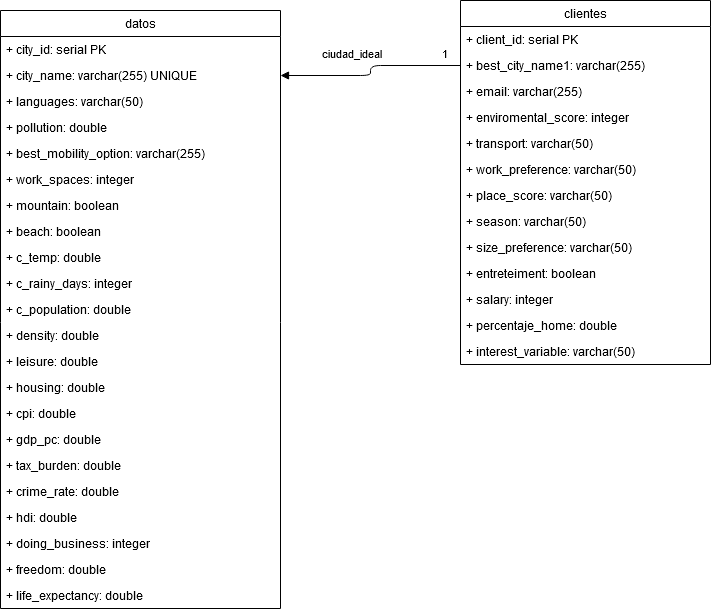 datos
+ city_id: serial PK
+ city_name: varchar(255) UNIQUE
+ languages: varchar(50)
+ pollution: double
+ best_mobility_option: varchar(255)
+ work_spaces: integer
+ mountain: boolean
+ beach: boolean
+ c_temp: double
+ c_rainy_days: integer
+ c_population: double
+ density: double
+ leisure: double
+ housing: double
+ cpi: double
+ gdp_pc: double
+ tax_burden: double
+ crime_rate: double
+ hdi: double
+ doing_business: integer
+ freedom: double
+ life_expectancy: double
ciudad_ideal 1
clientes
+ client_id: serial PK
+ best_city_name1: varchar(255)
+ email: varchar(255)
+ enviromental_score: integer
+ transport: varchar(50)
+ work_preference: varchar(50)
+ place_score: varchar(50)
+ season: varchar(50)
+ size_preference: varchar(50)
+ entreteiment: boolean
+ salary: integer
+ percentaje_home: double
+ interest_variable: varchar(50)